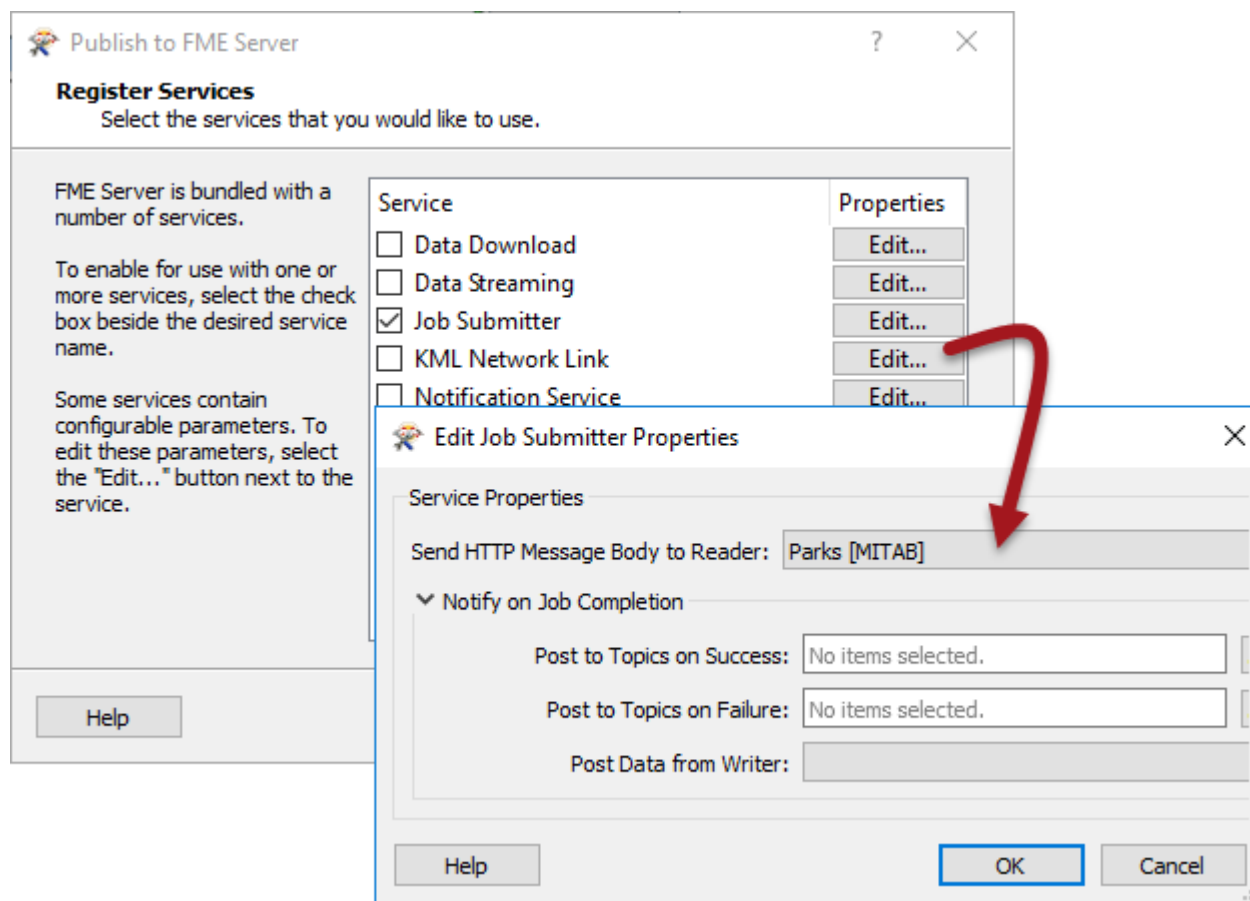 Publish to FME Server
?
Register Services
Select the services that you would like to use.
FME Server is bundled with a
number of services.
To enable for use with one or
more services, select the check
box beside the desired service
name.
Some services contain
configurable parameters. To
edit these parameters, select
the "Edit..." button next to the
service.
Service Properties
Data Download Edit...
Data Streaming Edit...
Job Submitter Edit...
KML Network Link Edit...
Notification Service Edit...
Help
Edit Job Submitter Properties
Service Properties
Send HTTP Message Body to Reader: Parks [MITAB]
Notify on Job Completion
Post to Topics on Success: No items selected.
Post to Topics on Failure: No items selected.
Post Data from Writer:
Help OK Cancel